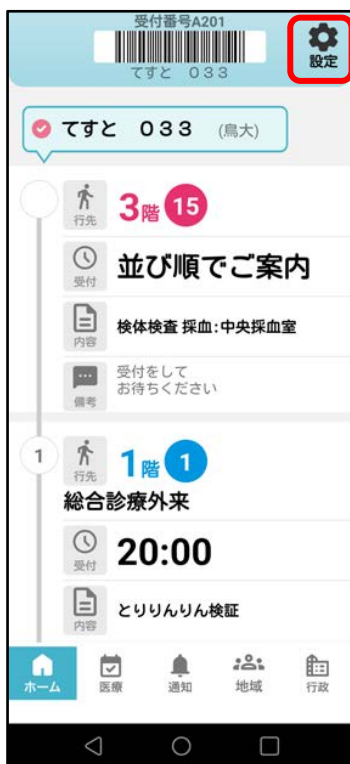 受付番号A201
てすと 033
設定
てすと 033 (鳥大)
行先
3階 15
受付
並び順でご案内
内容
検体検査 採血:中央採血室
備考
受付をして
お待ちください
1
行先
1階 1
総合診療外来
受付
20:00
内容
とりりんりん検証
ホーム
医療
通知
地域
行政